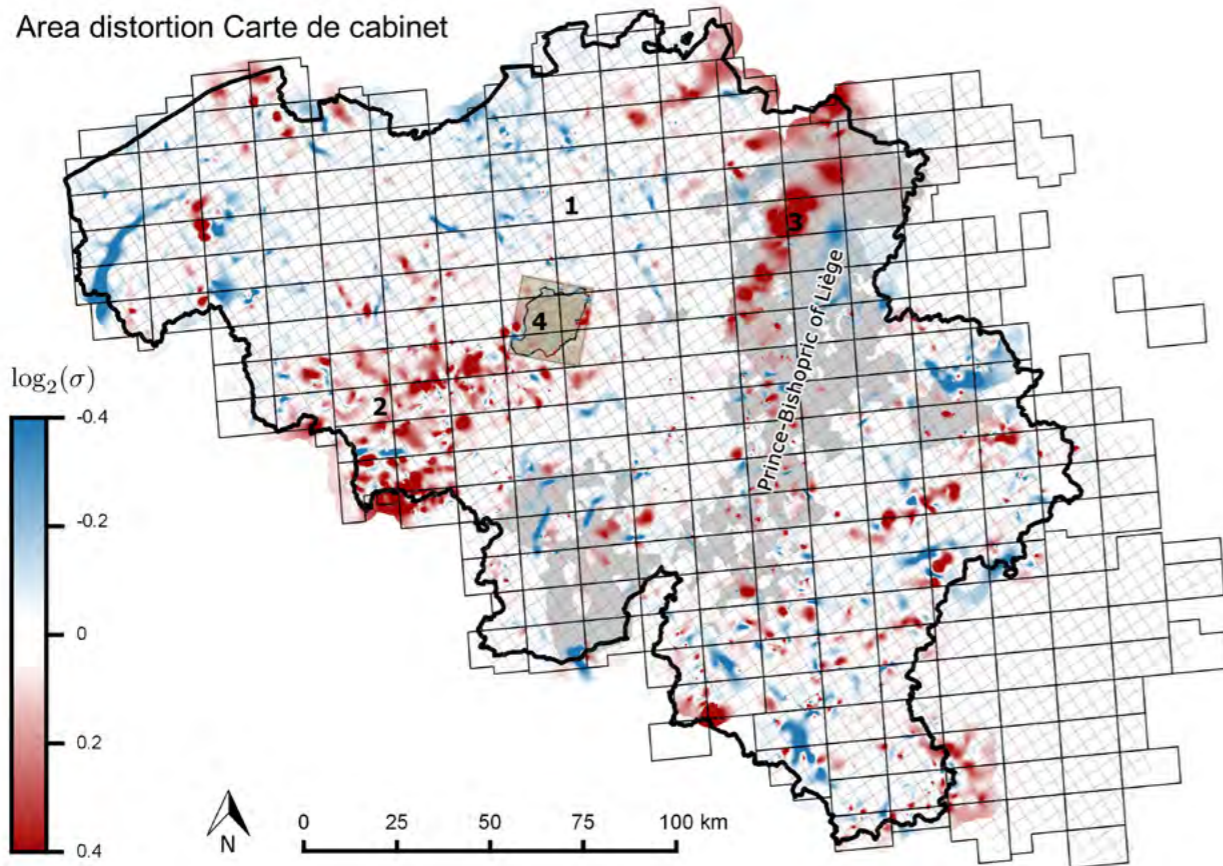 Area distortion Carte de cabinet
1
3
Prince-Bishopric of Liège
4
2
log₂(σ)
-0.4
-0.2
0
0.2
0.4
N
0 25 50 75 100 km